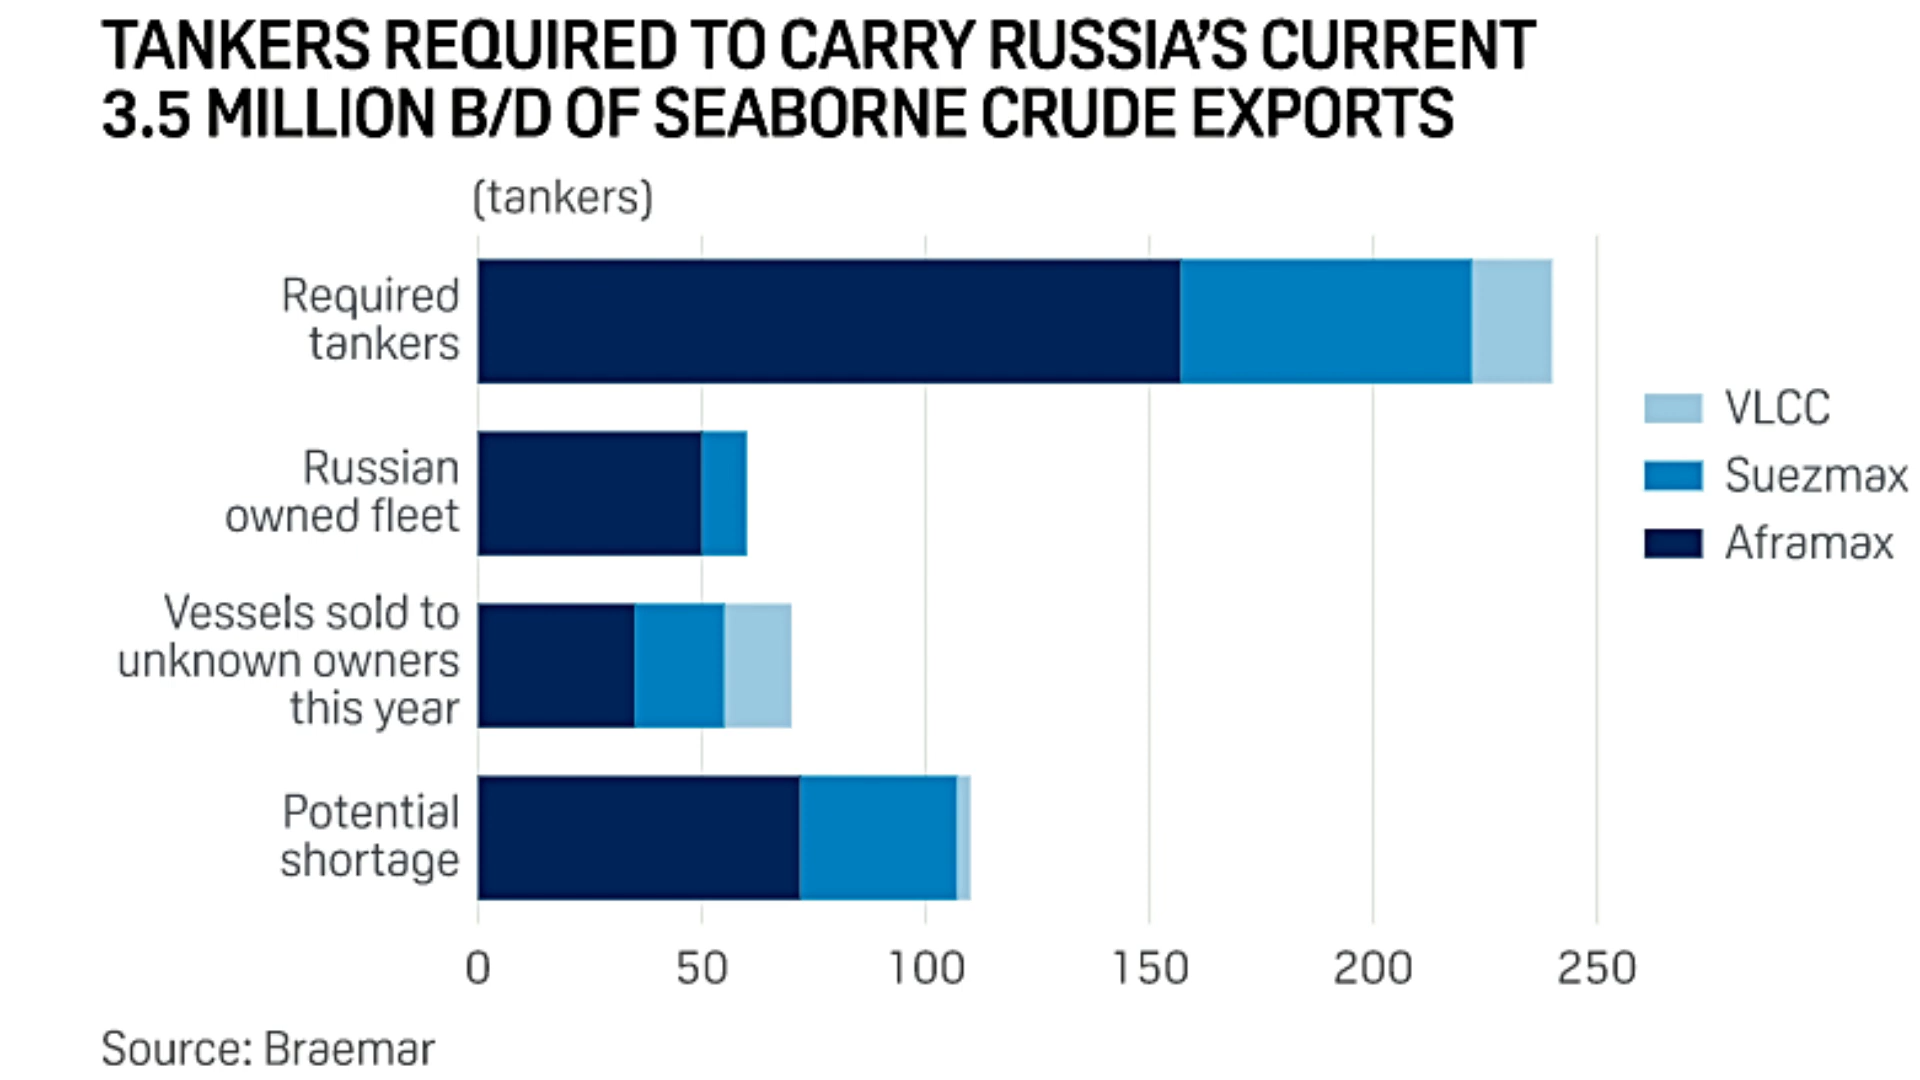 TANKERS REQUIRED TO CARRY RUSSIA’S CURRENT
3.5 MILLION B/D OF SEABORNE CRUDE EXPORTS
(tankers)
Required
tankers
Russian
owned fleet
Vessels sold to
unknown owners
this year
Potential
shortage
VLCC
Suezmax
Aframax
0 50 100 150 200 250
Source: Braemar